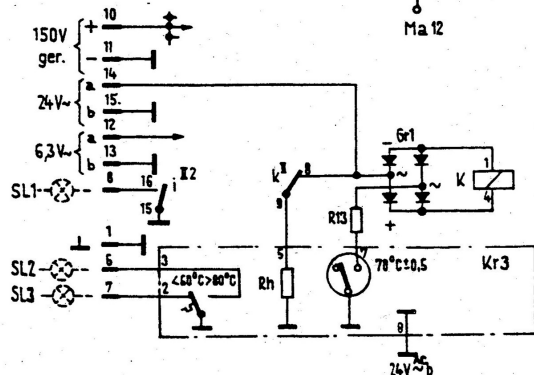 Ma 12
10
150V
+
ger.
11
-
14
24V~
a
15.
b
12
6,3V~
a
13
b
8
SL1
16
i II2
15
k II
8
9
Gr1
-
~
~
+
1
K
4
R13
1
SL2
6
3
SL3
7
2
<60°C>80°C
5
Rh
7
78°C±0,5
Kr3
8
24V~b